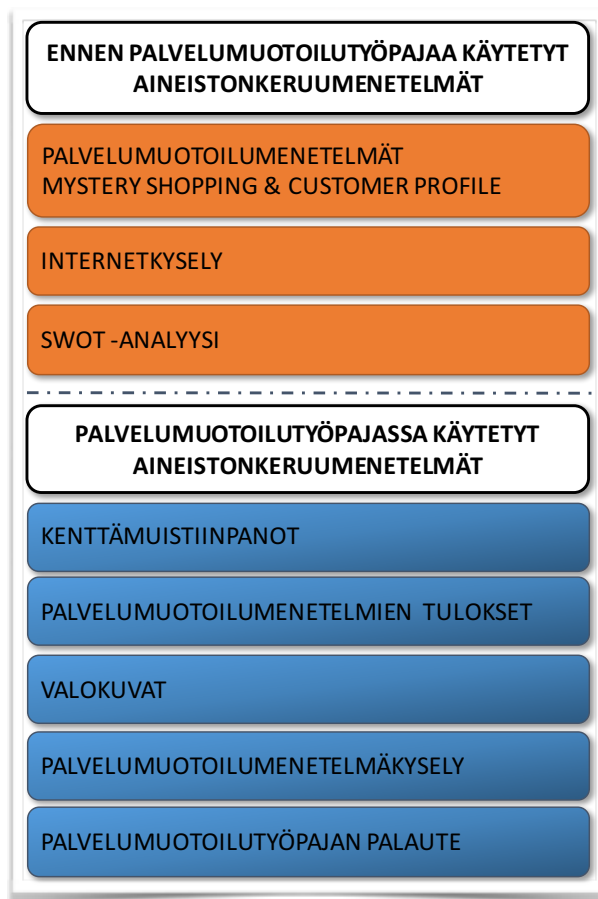 ENNEN PALVELUMUOTOILUTYÖPAJAA KÄYTETYT
AINEISTONKERUUMENETELMÄT
PALVELUMUOTOILUMENETELMÄT
MYSTERY SHOPPING & CUSTOMER PROFILE
INTERNETKYSELY
SWOT -ANALYYSI
PALVELUMUOTOILUTYÖPAJASSA KÄYTETYT
AINEISTONKERUUMENETELMÄT
KENTTÄMUISTIINPANOT
PALVELUMUOTOILUMENETELMIEN TULOKSET
VALOKUVAT
PALVELUMUOTOILUMENETELMÄKYSELY
PALVELUMUOTOILUTYÖPAJAN PALAUTE